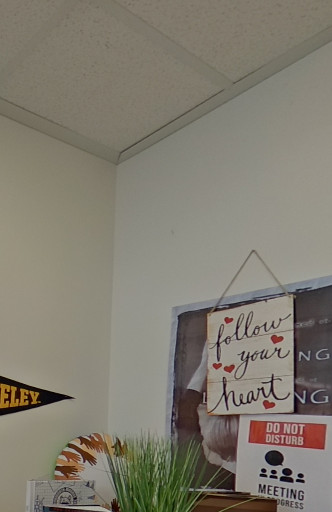 follow
your
heart
NG
NG
ELEY.
DO NOT
DISTURB
MEETING